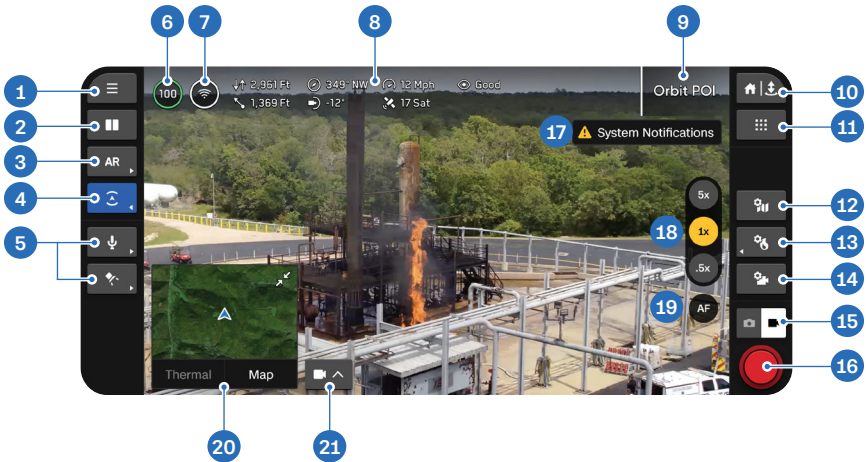 6 7 8 9
100 2,961 Ft 349° NW 12 Mph Good
1,369 Ft -12° 17 Sat
Orbit POI
1
2
3 AR
4
5
10
11
17 System Notifications
5x
18 1x
.5x
19 AF
12
13
14
15
16
Thermal Map
20 21